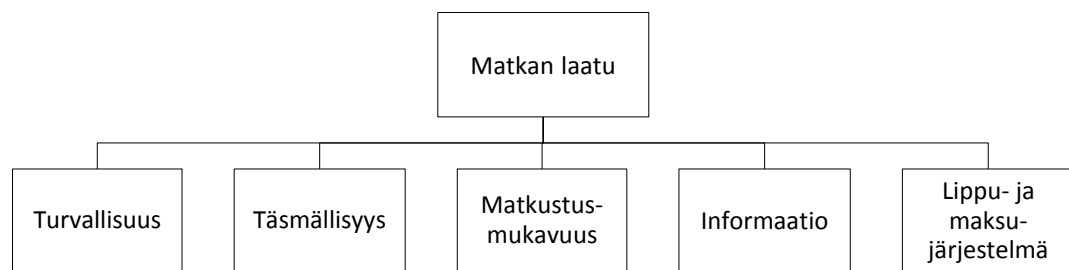 Matkan laatu
Turvallisuus
Täsmällisyys
Matkustus-
mukavuus
Informaatio
Lippu- ja
maksu-
järjestelmä